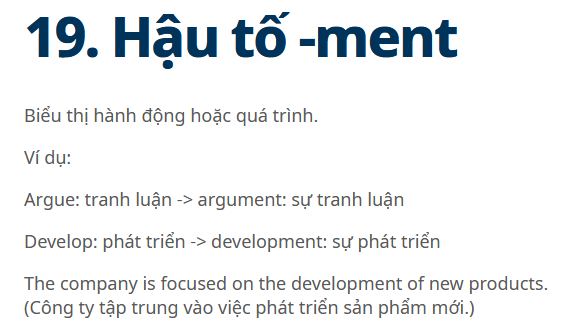 19. Hậu tố -ment
Biểu thị hành động hoặc quá trình.
Ví dụ:
Argue: tranh luận -> argument: sự tranh luận
Develop: phát triển -> development: sự phát triển
The company is focused on the development of new products.
(Công ty tập trung vào việc phát triển sản phẩm mới.)